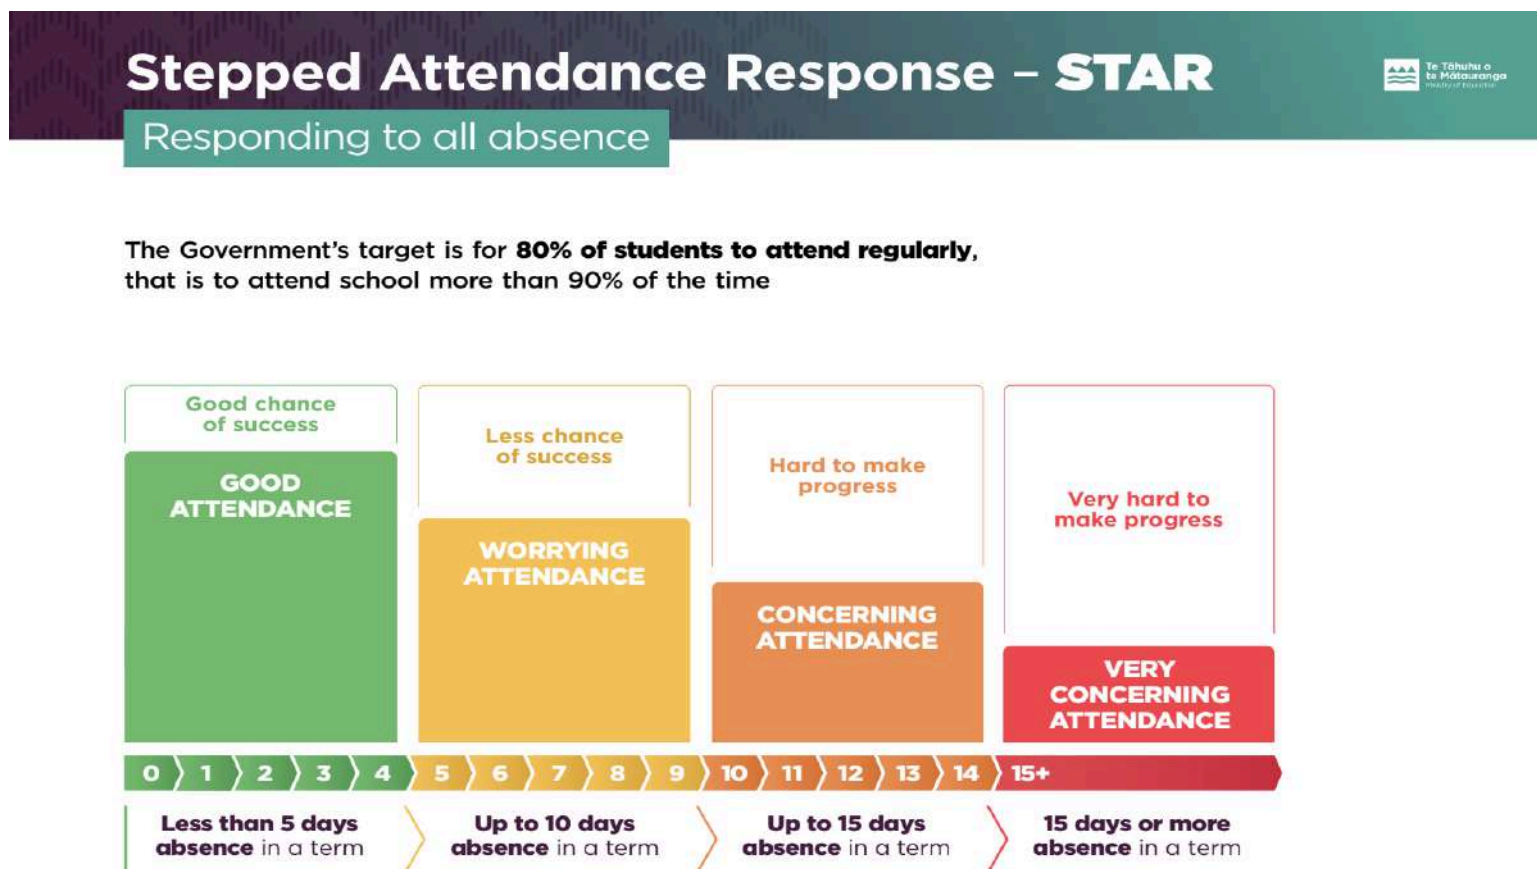 Stepped Attendance Response – STAR
Te Tāhuhu o
te Mātauranga
Ministry of Education
Responding to all absence
The Government's target is for 80% of students to attend regularly,
that is to attend school more than 90% of the time
Good chance
of success
GOOD
ATTENDANCE
Less chance
of success
WORRYING
ATTENDANCE
Hard to make
progress
CONCERNING
ATTENDANCE
Very hard to
make progress
VERY
CONCERNING
ATTENDANCE
0 1 2 3 4 5 6 7 8 9 10 11 12 13 14 15+
Less than 5 days
absence in a term
Up to 10 days
absence in a term
Up to 15 days
absence in a term
15 days or more
absence in a term